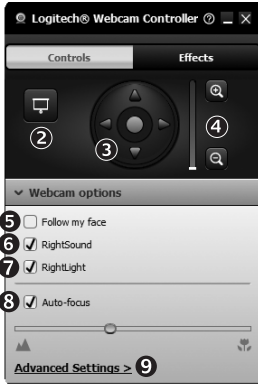 Logitech® Webcam Controller
Controls Effects
2
3
4
Webcam options
5 Follow my face
6 RightSound
7 RightLight
8 Auto-focus
Advanced Settings > 9